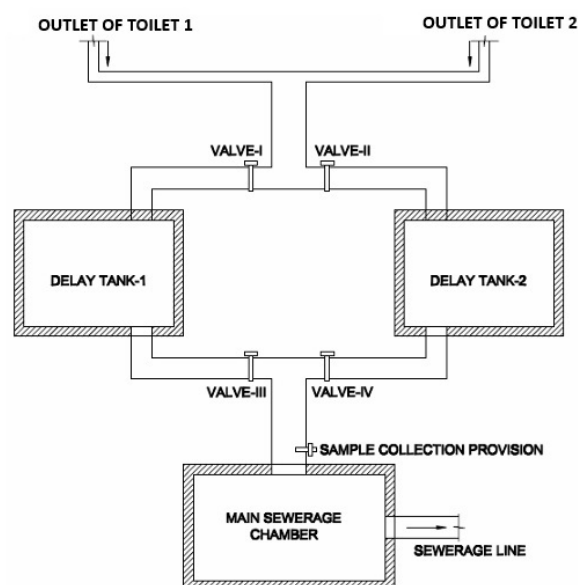 OUTLET OF TOILET 1
OUTLET OF TOILET 2
VALVE-I
VALVE-II
DELAY TANK-1
DELAY TANK-2
VALVE-III
VALVE-IV
SAMPLE COLLECTION PROVISION
MAIN SEWERAGE
CHAMBER
SEWERAGE LINE